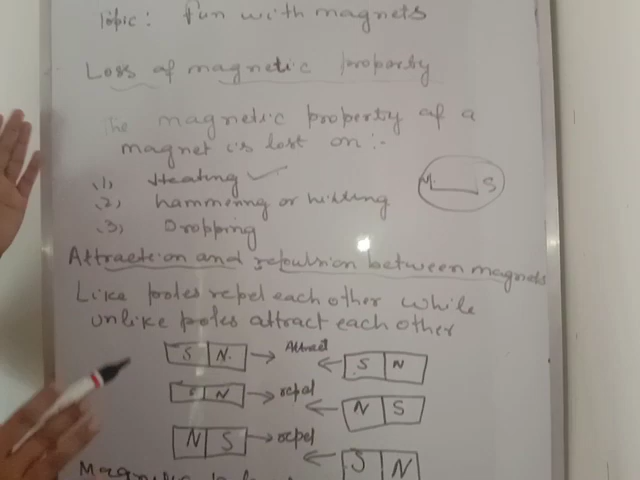 Topic: Fun with magnets
Loss of magnetic property
The magnetic property of a
magnet is lost on:-
1) Heating ✓
N S
2) hammering or hitting
3) Dropping
Attraction and repulsion between magnets
Like poles repel each other while
unlike poles attract each other
S N → Attract ← S N
S N → repel ← N S
N S → repel ← S N